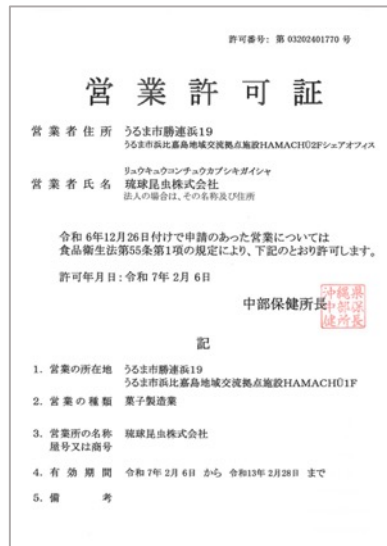 許可番号: 第 03202401770 号
営業許可証
営業者住所 うるま市勝連浜19
うるま市浜比嘉島地域交流拠点施設HAMACHŪ2Fシェアオフィス
リュウキュウコンチュウカブシキガイシャ
営業者氏名 琉球昆虫株式会社
法人の場合は、その名称及び住所
令和 6年12月26日付けで申請のあった営業については
食品衛生法第55条第1項の規定により、下記のとおり許可します。
許可年月日: 令和 7年 2月 6日
中部保健所長
沖縄県
中部保
健所長
記
1. 営業の所在地 うるま市勝連浜19
うるま市浜比嘉島地域交流拠点施設HAMACHŪ1F
2. 営業の種類 菓子製造業
3. 営業所の名称 琉球昆虫株式会社
屋号又は商号
4. 有効期間 令和 7年 2月 6日 から 令和13年 2月28日 まで
5. 備考